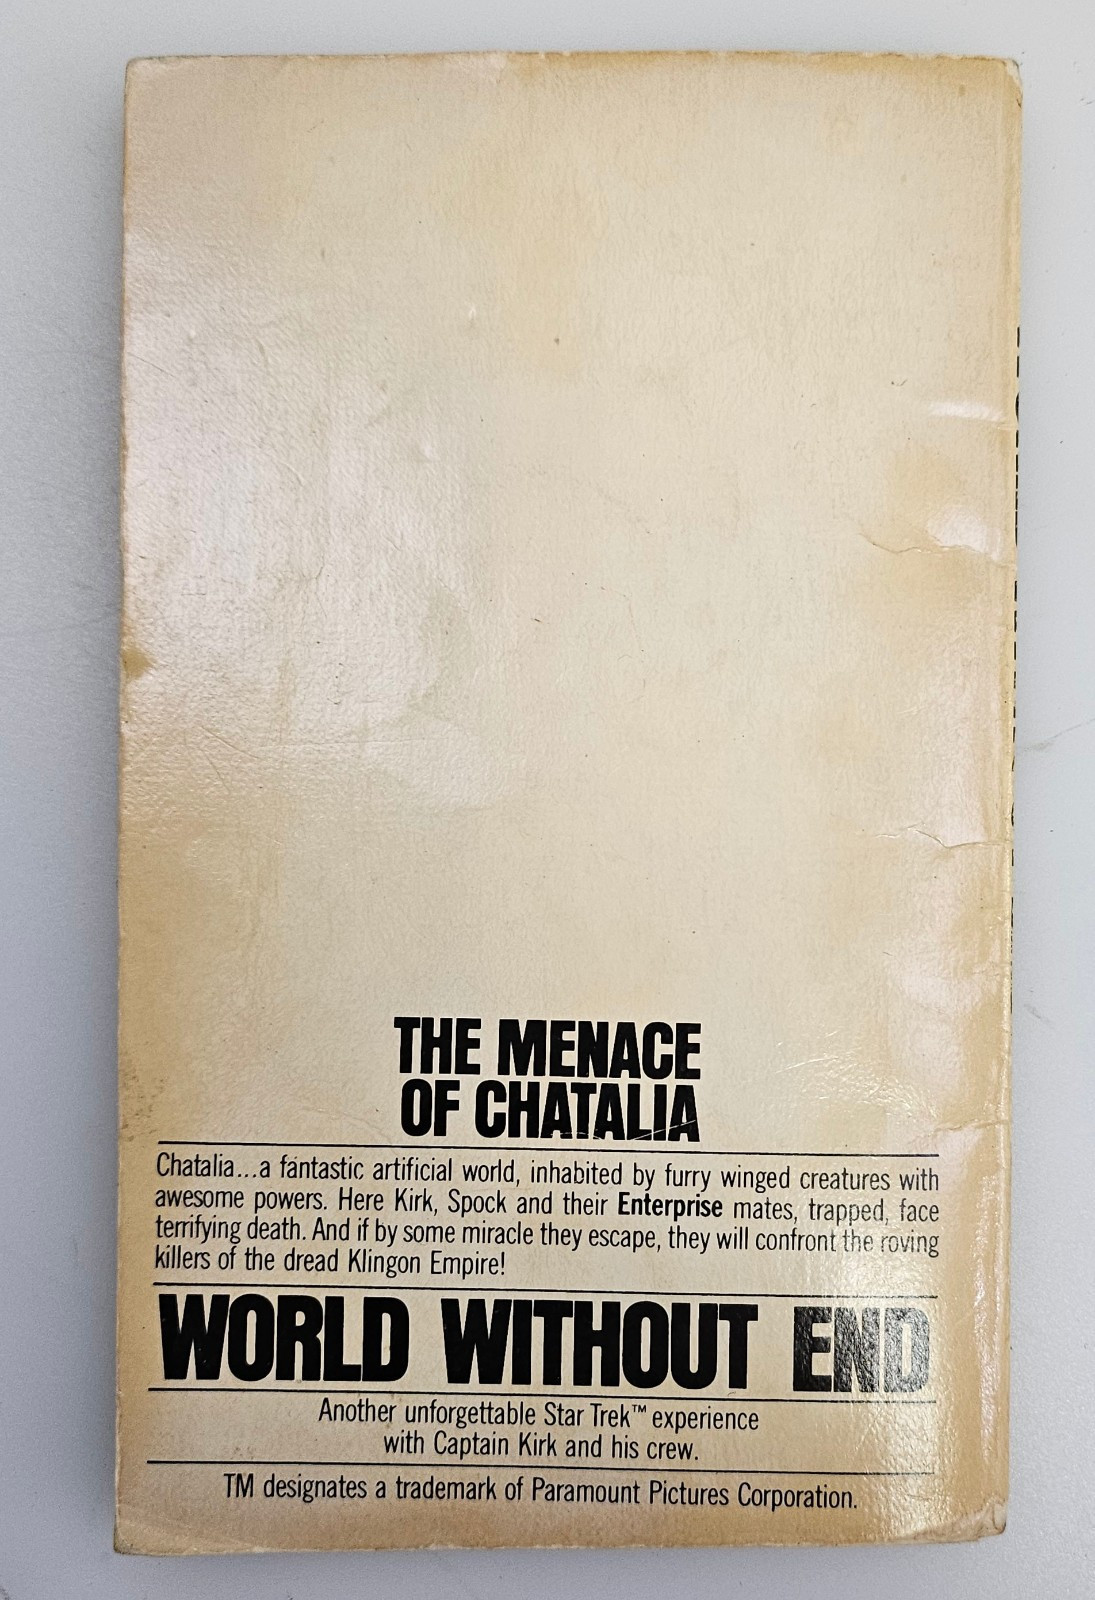 THE MENACE
OF CHATALIA
Chatalia...a fantastic artificial world, inhabited by furry winged creatures with
awesome powers. Here Kirk, Spock and their Enterprise mates, trapped, face
terrifying death. And if by some miracle they escape, they will confront the roving
killers of the dread Klingon Empire!
WORLD WITHOUT END
Another unforgettable Star Trek™ experience
with Captain Kirk and his crew.
TM designates a trademark of Paramount Pictures Corporation.